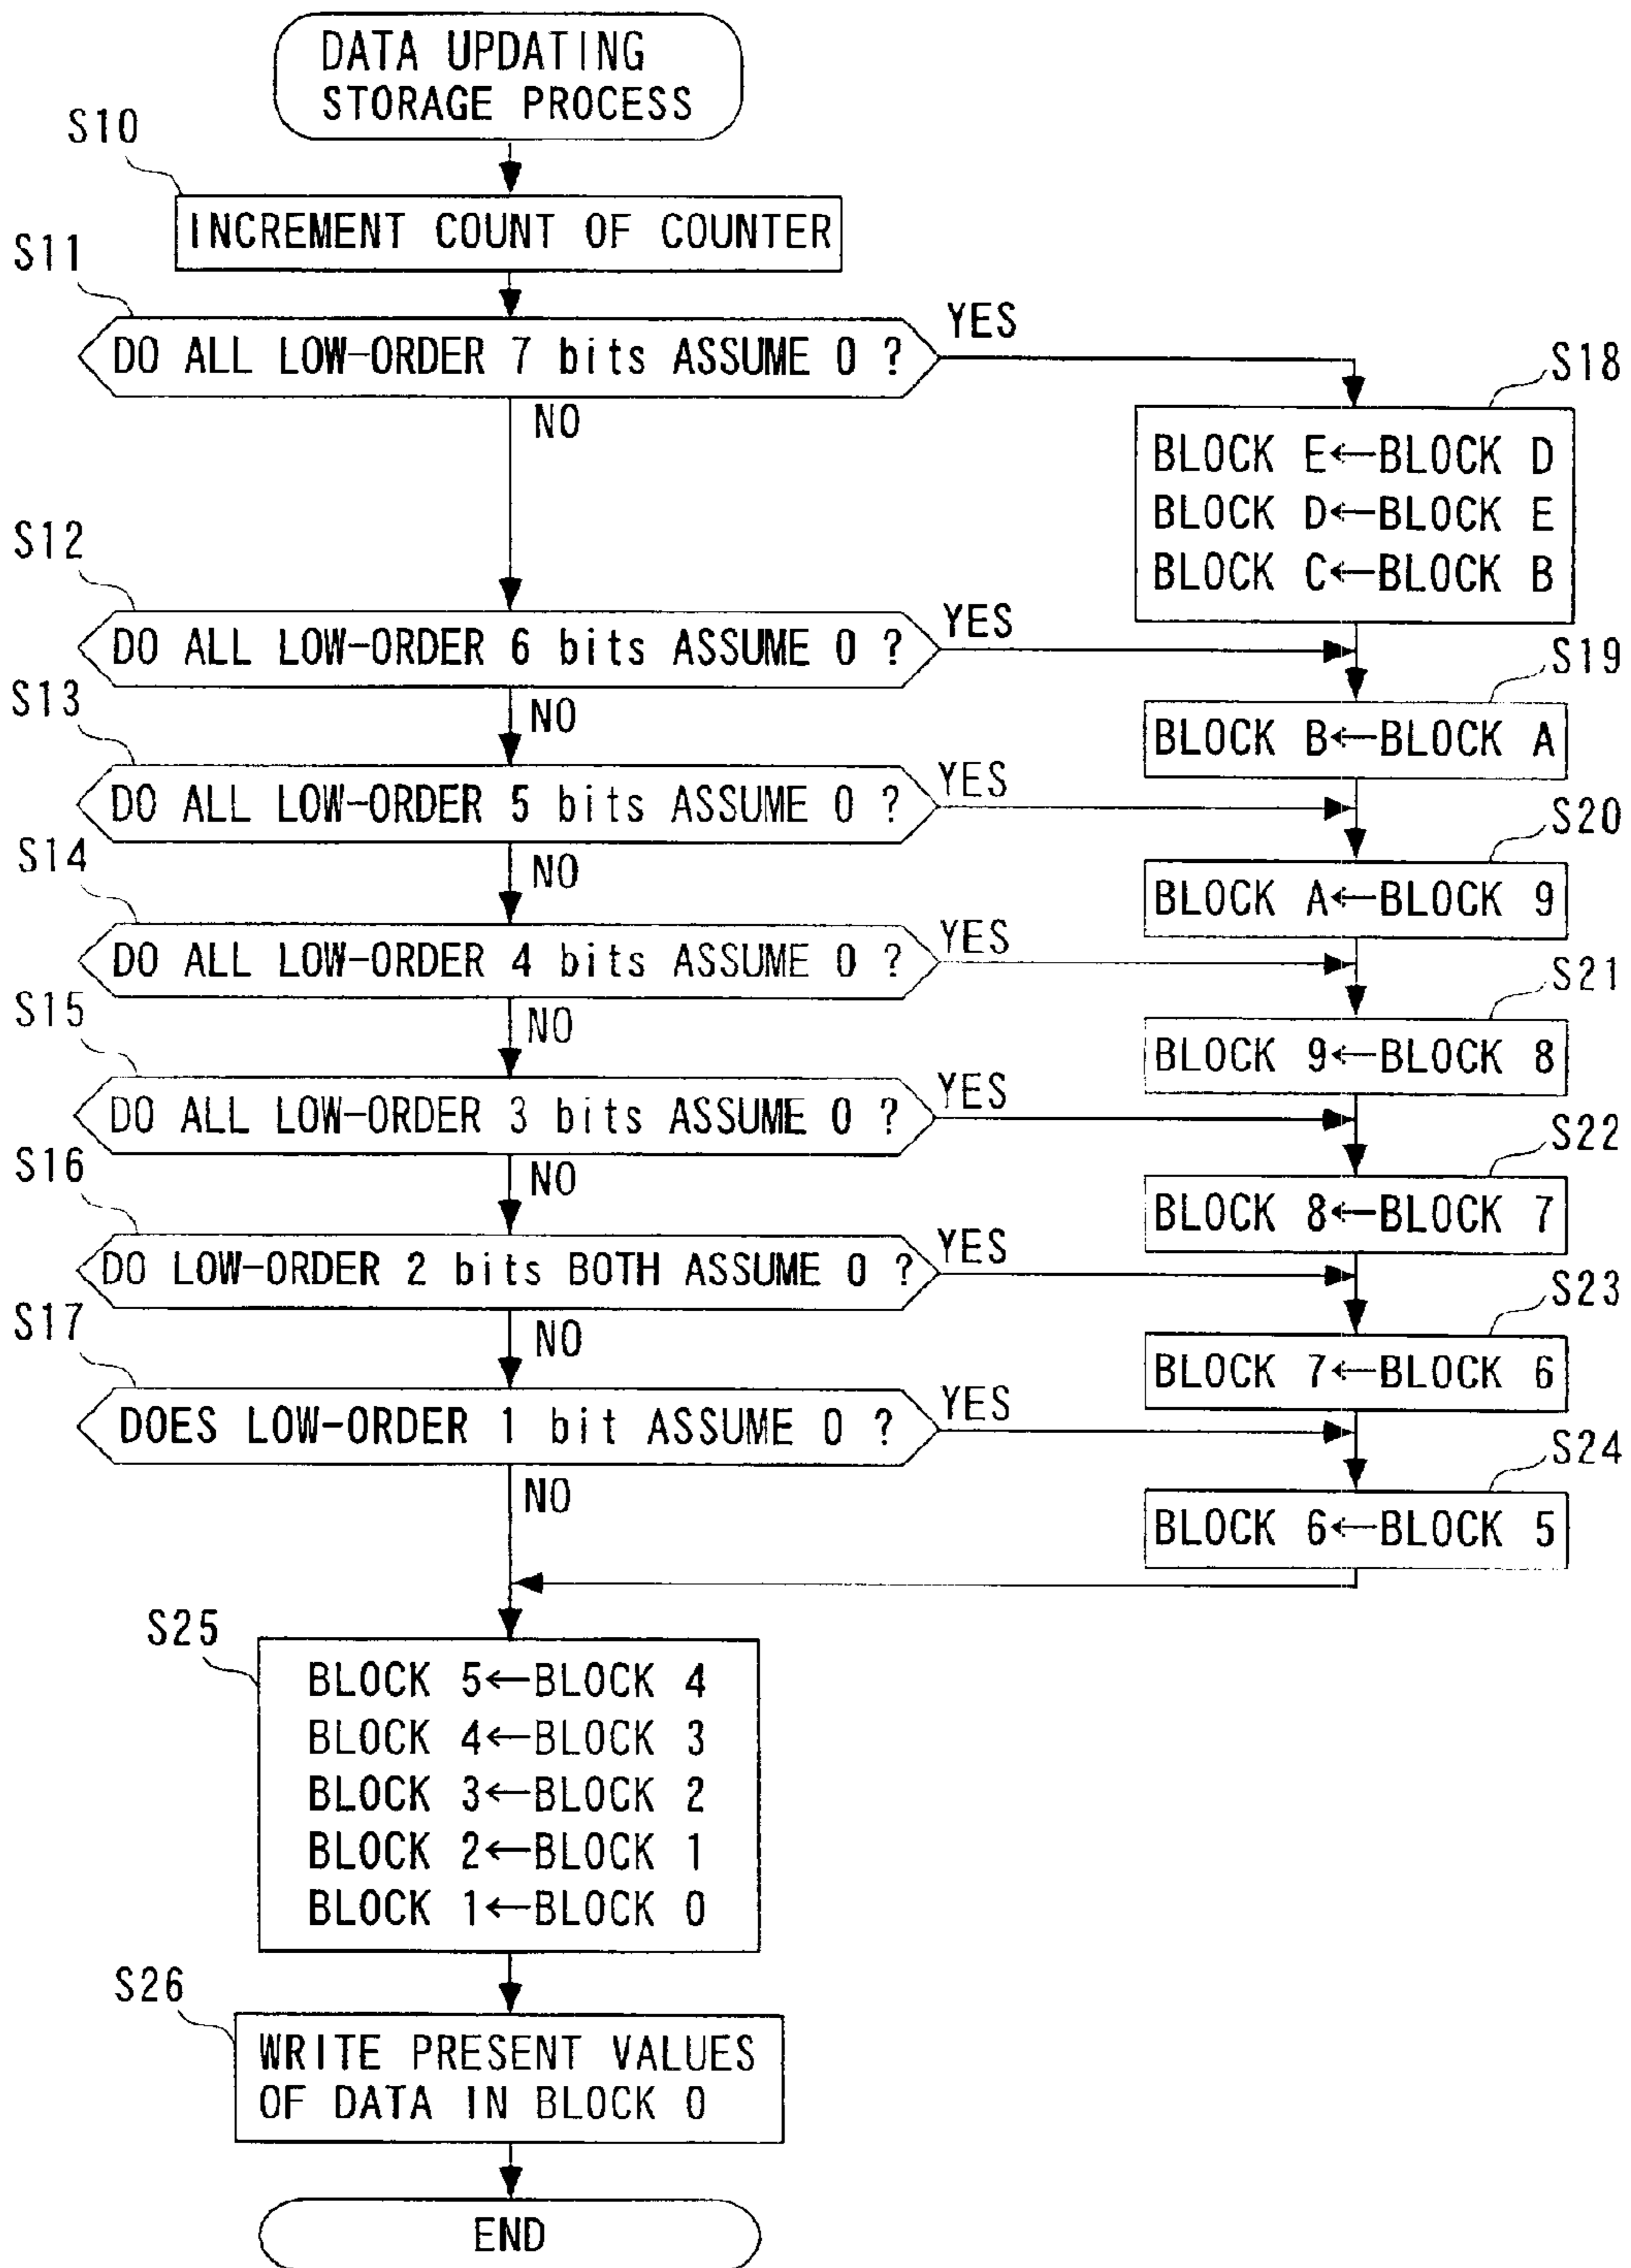 DATA UPDATING
STORAGE PROCESS
S10
INCREMENT COUNT OF COUNTER
S11
DO ALL LOW-ORDER 7 bits ASSUME 0 ?
YES
NO
S18
BLOCK E←BLOCK D
BLOCK D←BLOCK E
BLOCK C←BLOCK B
S12
DO ALL LOW-ORDER 6 bits ASSUME 0 ?
YES
NO
S19
BLOCK B←BLOCK A
S13
DO ALL LOW-ORDER 5 bits ASSUME 0 ?
YES
NO
S20
BLOCK A←BLOCK 9
S14
DO ALL LOW-ORDER 4 bits ASSUME 0 ?
YES
NO
S21
BLOCK 9←BLOCK 8
S15
DO ALL LOW-ORDER 3 bits ASSUME 0 ?
YES
NO
S22
BLOCK 8←BLOCK 7
S16
DO LOW-ORDER 2 bits BOTH ASSUME 0 ?
YES
NO
S23
BLOCK 7←BLOCK 6
S17
DOES LOW-ORDER 1 bit ASSUME 0 ?
YES
NO
S24
BLOCK 6←BLOCK 5
S25
BLOCK 5←BLOCK 4
BLOCK 4←BLOCK 3
BLOCK 3←BLOCK 2
BLOCK 2←BLOCK 1
BLOCK 1←BLOCK 0
S26
WRITE PRESENT VALUES
OF DATA IN BLOCK 0
END